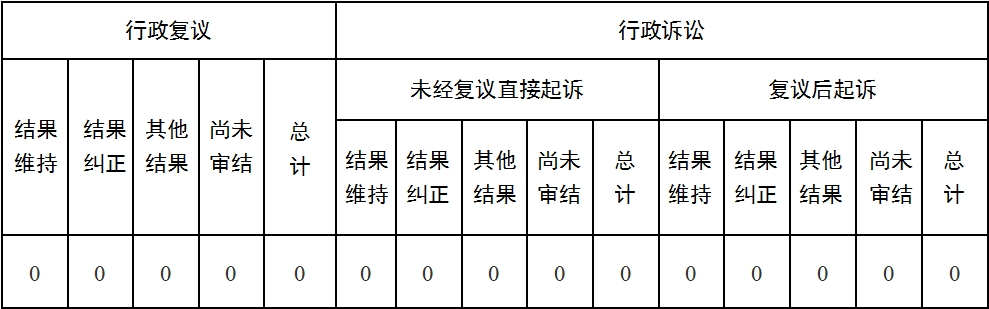 行政复议 行政诉讼
未经复议直接起诉 复议后起诉
结果维持 结果纠正 其他结果 尚未审结 总计 结果维持 结果纠正 其他结果 尚未审结 总计 结果维持 结果纠正 其他结果 尚未审结 总计
0 0 0 0 0 0 0 0 0 0 0 0 0 0 0